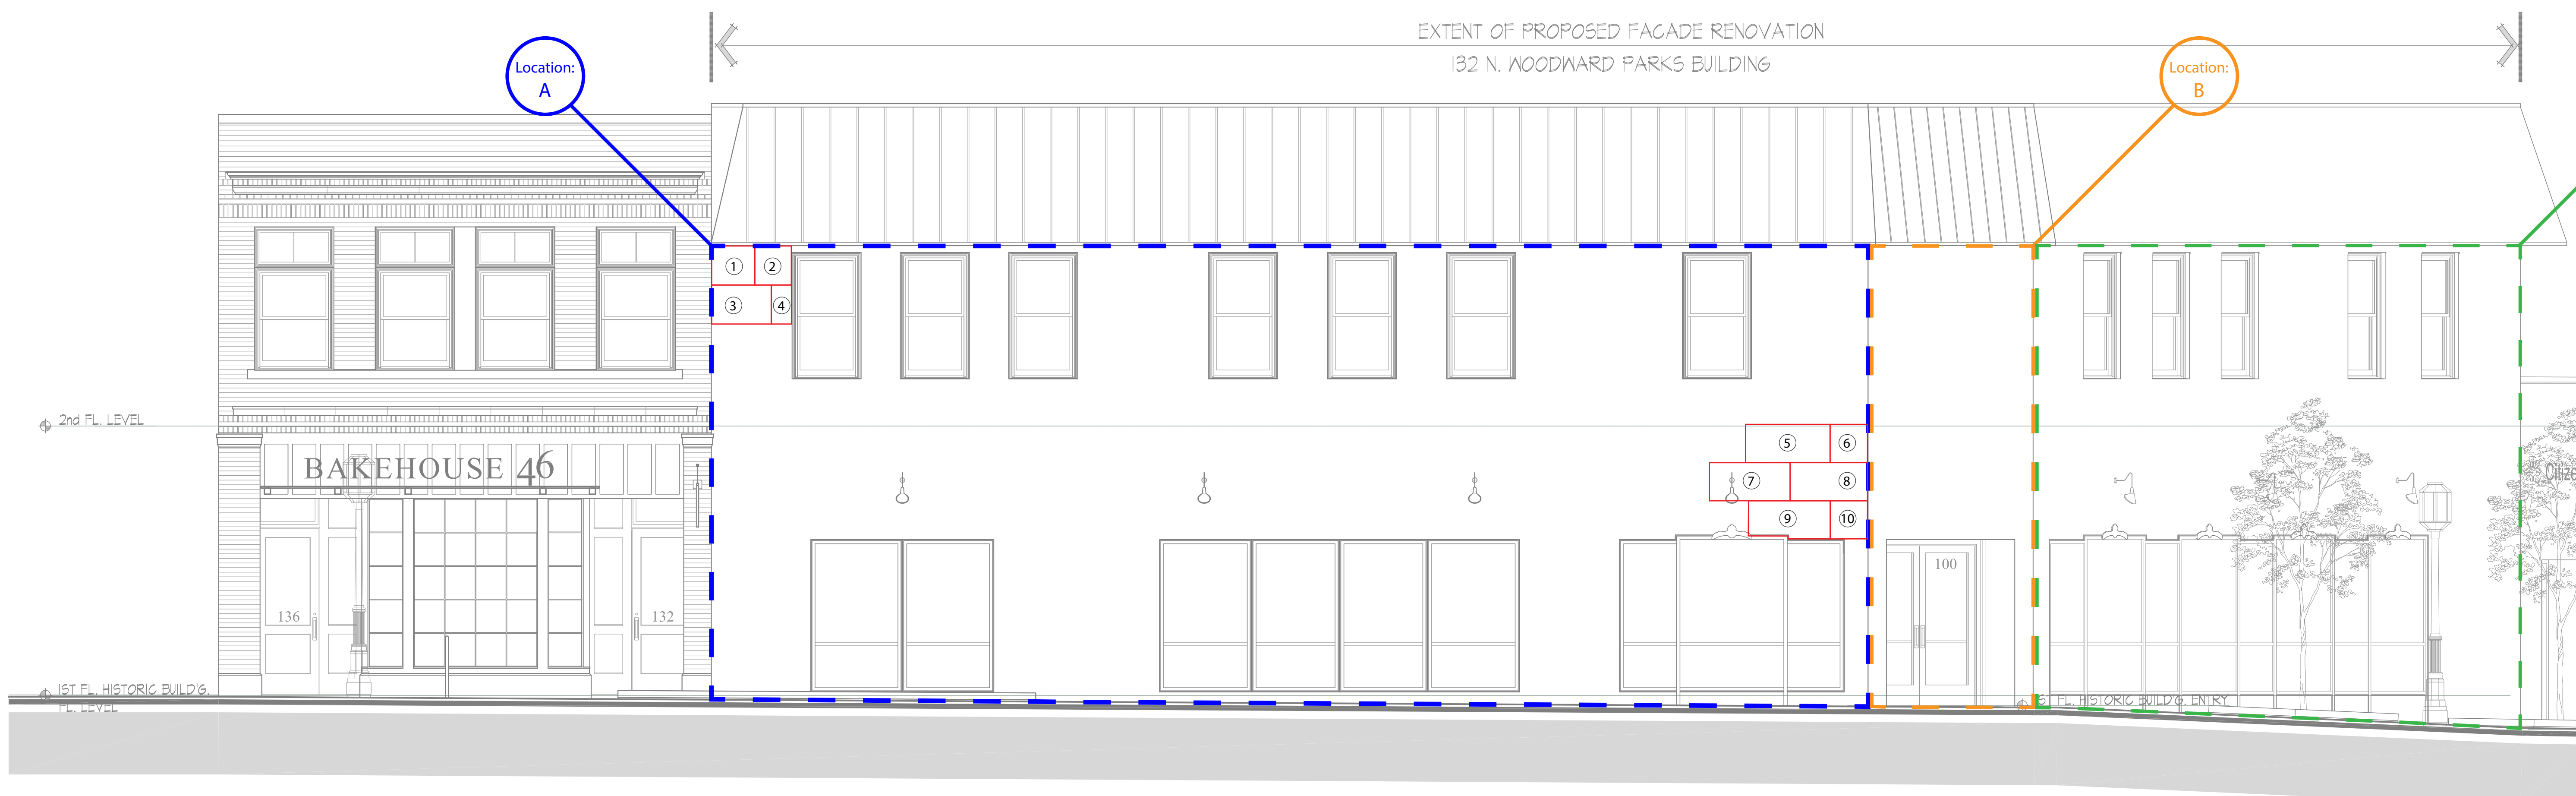 EXTENT OF PROPOSED FACADE RENOVATION
132 N. WOODWARD PARKS BUILDING
Location:
A
Location:
B
1
2
3
4
2nd FL. LEVEL
5
6
BAKEHOUSE 46
7
8
9
10
100
136
132
1ST FL. HISTORIC BUILD'G.
FL. LEVEL
1ST FL. HISTORIC BUILD'G. ENTRY